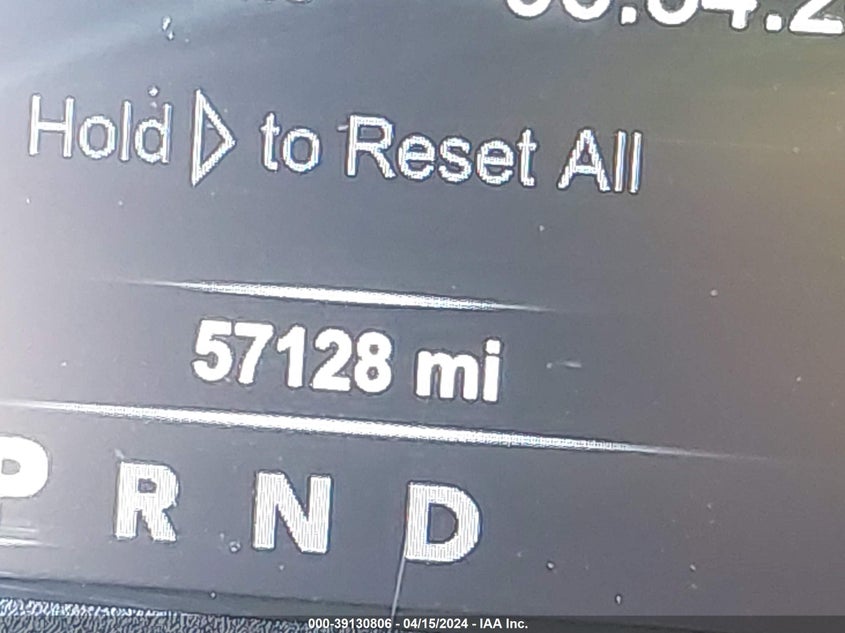 Hold ▷ to Reset All
57128 mi
P R N D
000-39130806 - 04/15/2024 - IAA Inc.